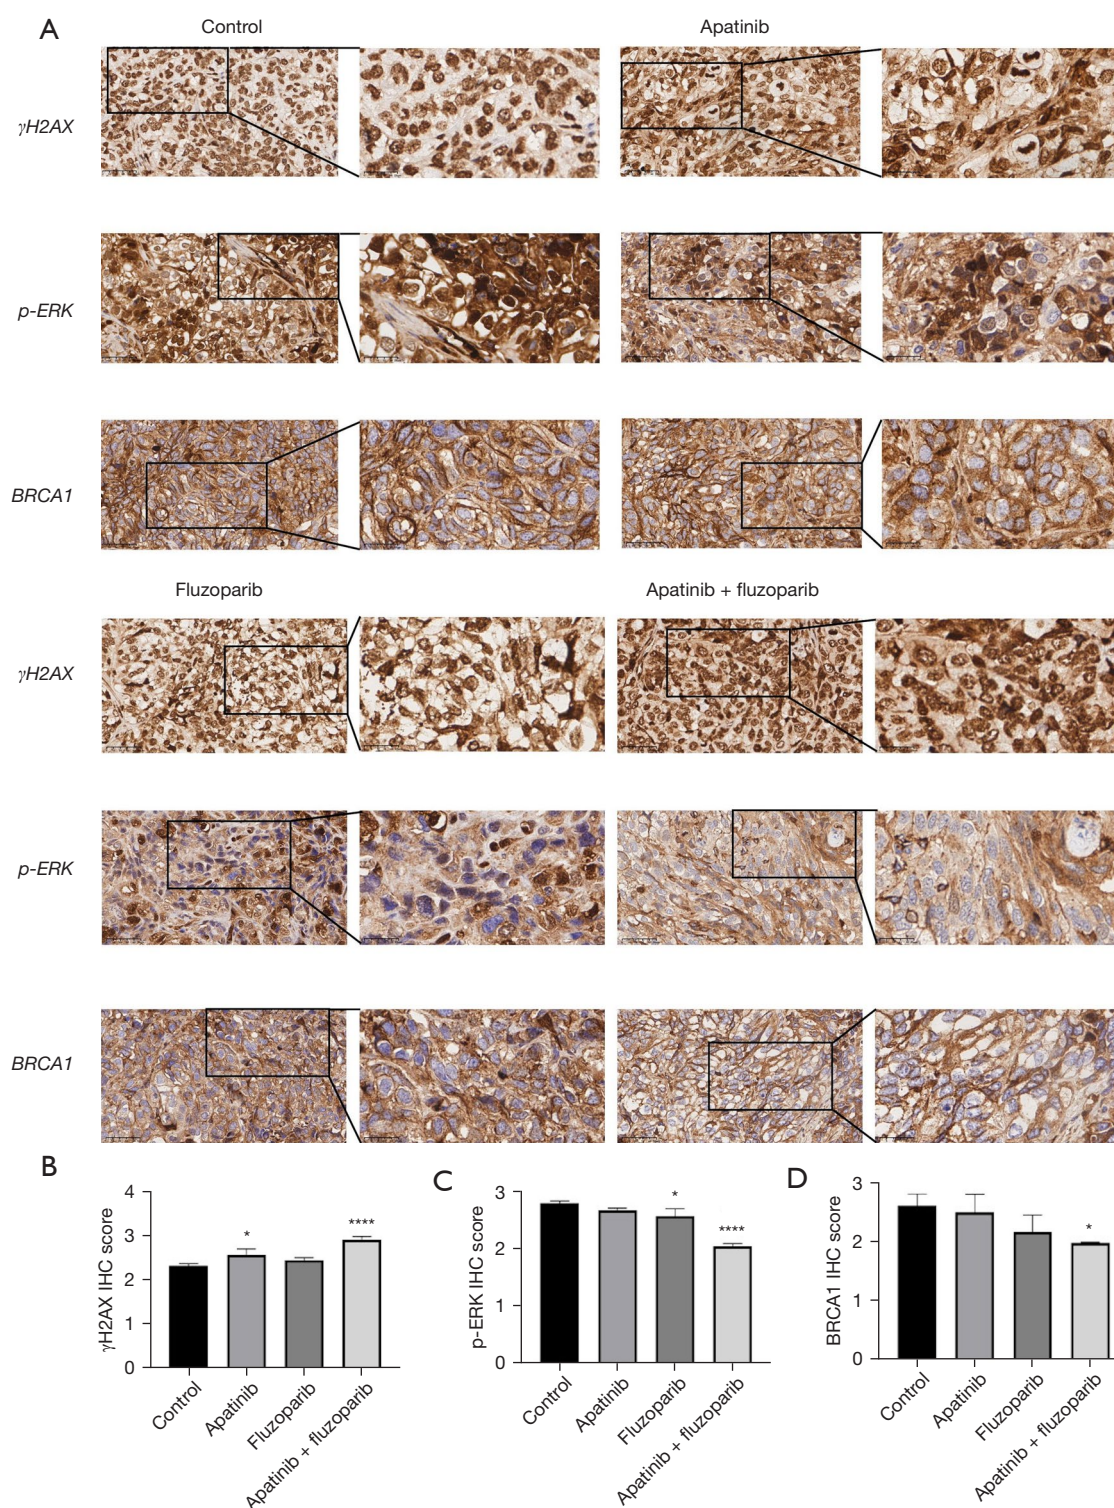 A
Control
Apatinib
γH2AX
p-ERK
BRCA1
Fluzoparib
Apatinib + fluzoparib
γH2AX
p-ERK
BRCA1
B
γH2AX IHC score
4
3
2
1
0
*
****
Control
Apatinib
Fluzoparib
Apatinib + fluzoparib
C
p-ERK IHC score
3
2
1
0
*
****
Control
Apatinib
Fluzoparib
Apatinib + fluzoparib
D
BRCA1 IHC score
3
2
1
0
*
Control
Apatinib
Fluzoparib
Apatinib + fluzoparib